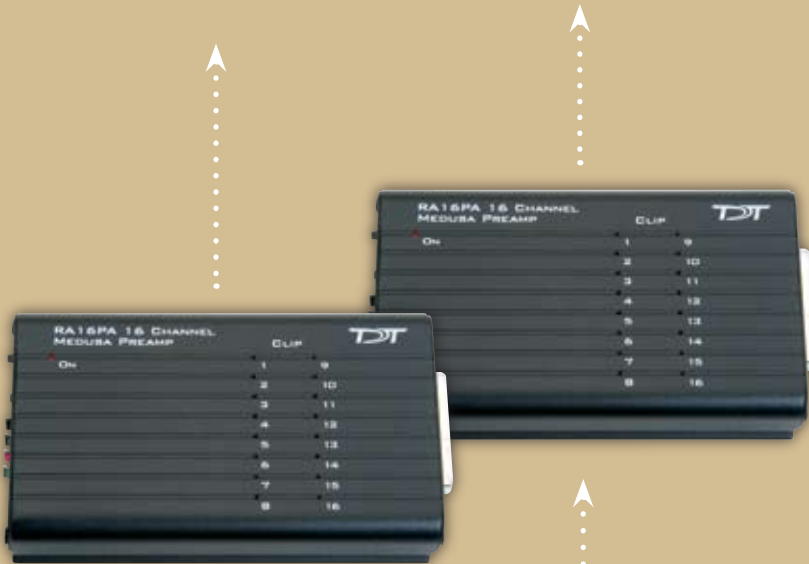 RA16PA 16 CHANNEL
MEDUSA PREAMP
CLIP
TDT
ON
1 9
2 10
3 11
4 12
5 13
6 14
7 15
8 16
RA16PA 16 CHANNEL
MEDUSA PREAMP
CLIP
TDT
ON
1 9
2 10
3 11
4 12
5 13
6 14
7 15
8 16